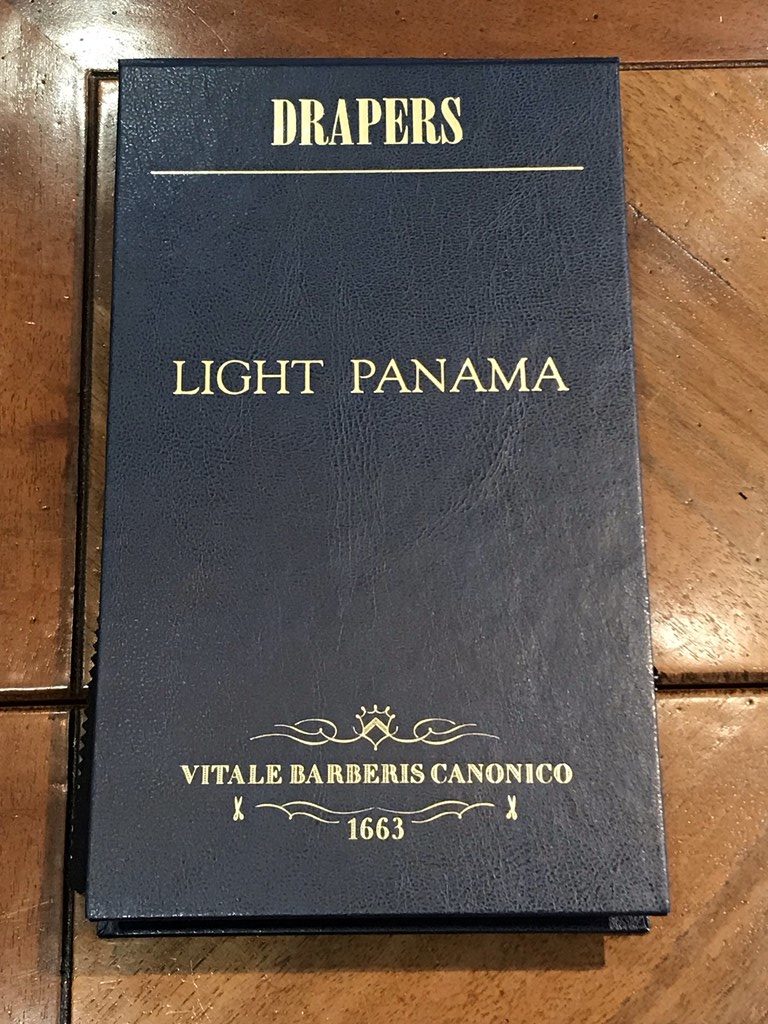 DRAPERS
LIGHT PANAMA
VITALE BARBERIS CANONICO
1663